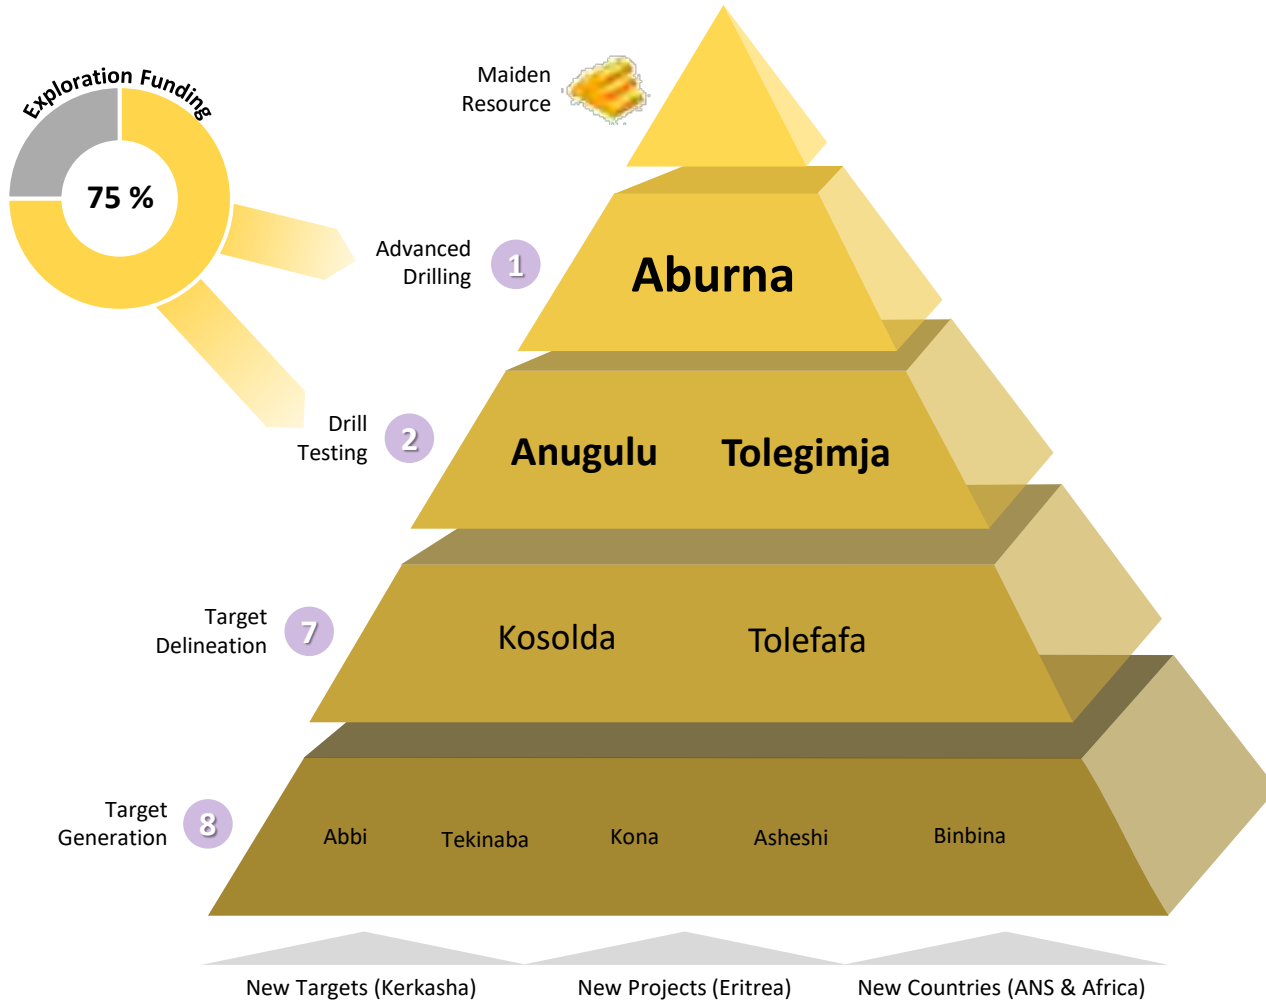 Exploration Funding
75 %
Maiden
Resource
Advanced
Drilling
1
Aburna
Drill
Testing
2
Anugulu
Tolegimja
Target
Delineation
7
Kosolda
Tolefafa
Target
Generation
8
Abbi
Tekinaba
Kona
Asheshi
Binbina
New Targets (Kerkasha)
New Projects (Eritrea)
New Countries (ANS & Africa)